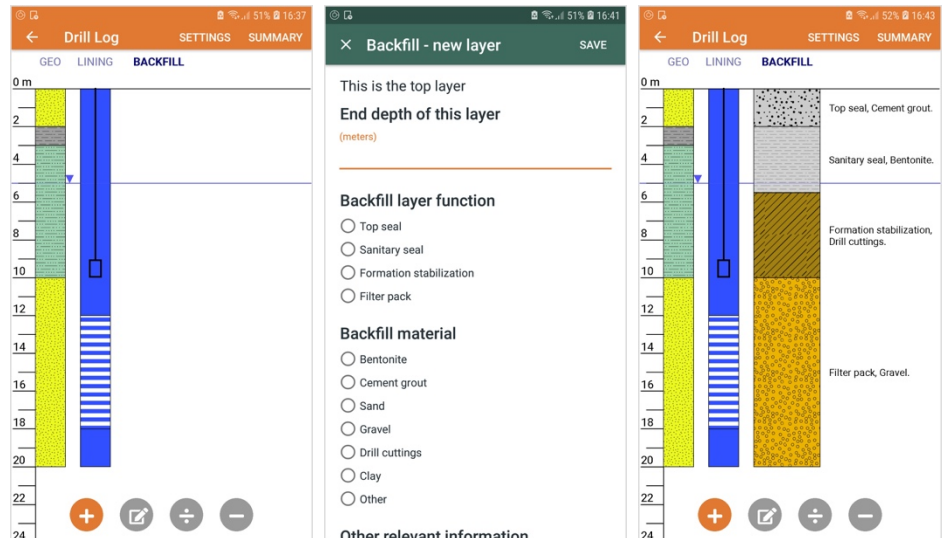 51% 16:37
Drill Log SETTINGS SUMMARY
GEO LINING BACKFILL
0 m
2
4
6
8
10
12
14
16
18
20
22
24
51% 16:41
Backfill - new layer SAVE
This is the top layer
End depth of this layer
(meters)
Backfill layer function
Top seal
Sanitary seal
Formation stabilization
Filter pack
Backfill material
Bentonite
Cement grout
Sand
Gravel
Drill cuttings
Clay
Other
Other relevant information
52% 16:43
Drill Log SETTINGS SUMMARY
GEO LINING BACKFILL
0 m
Top seal, Cement grout.
2
4
Sanitary seal, Bentonite.
6
8
Formation stabilization,
Drill cuttings.
10
12
14
Filter pack, Gravel.
16
18
20
22
24